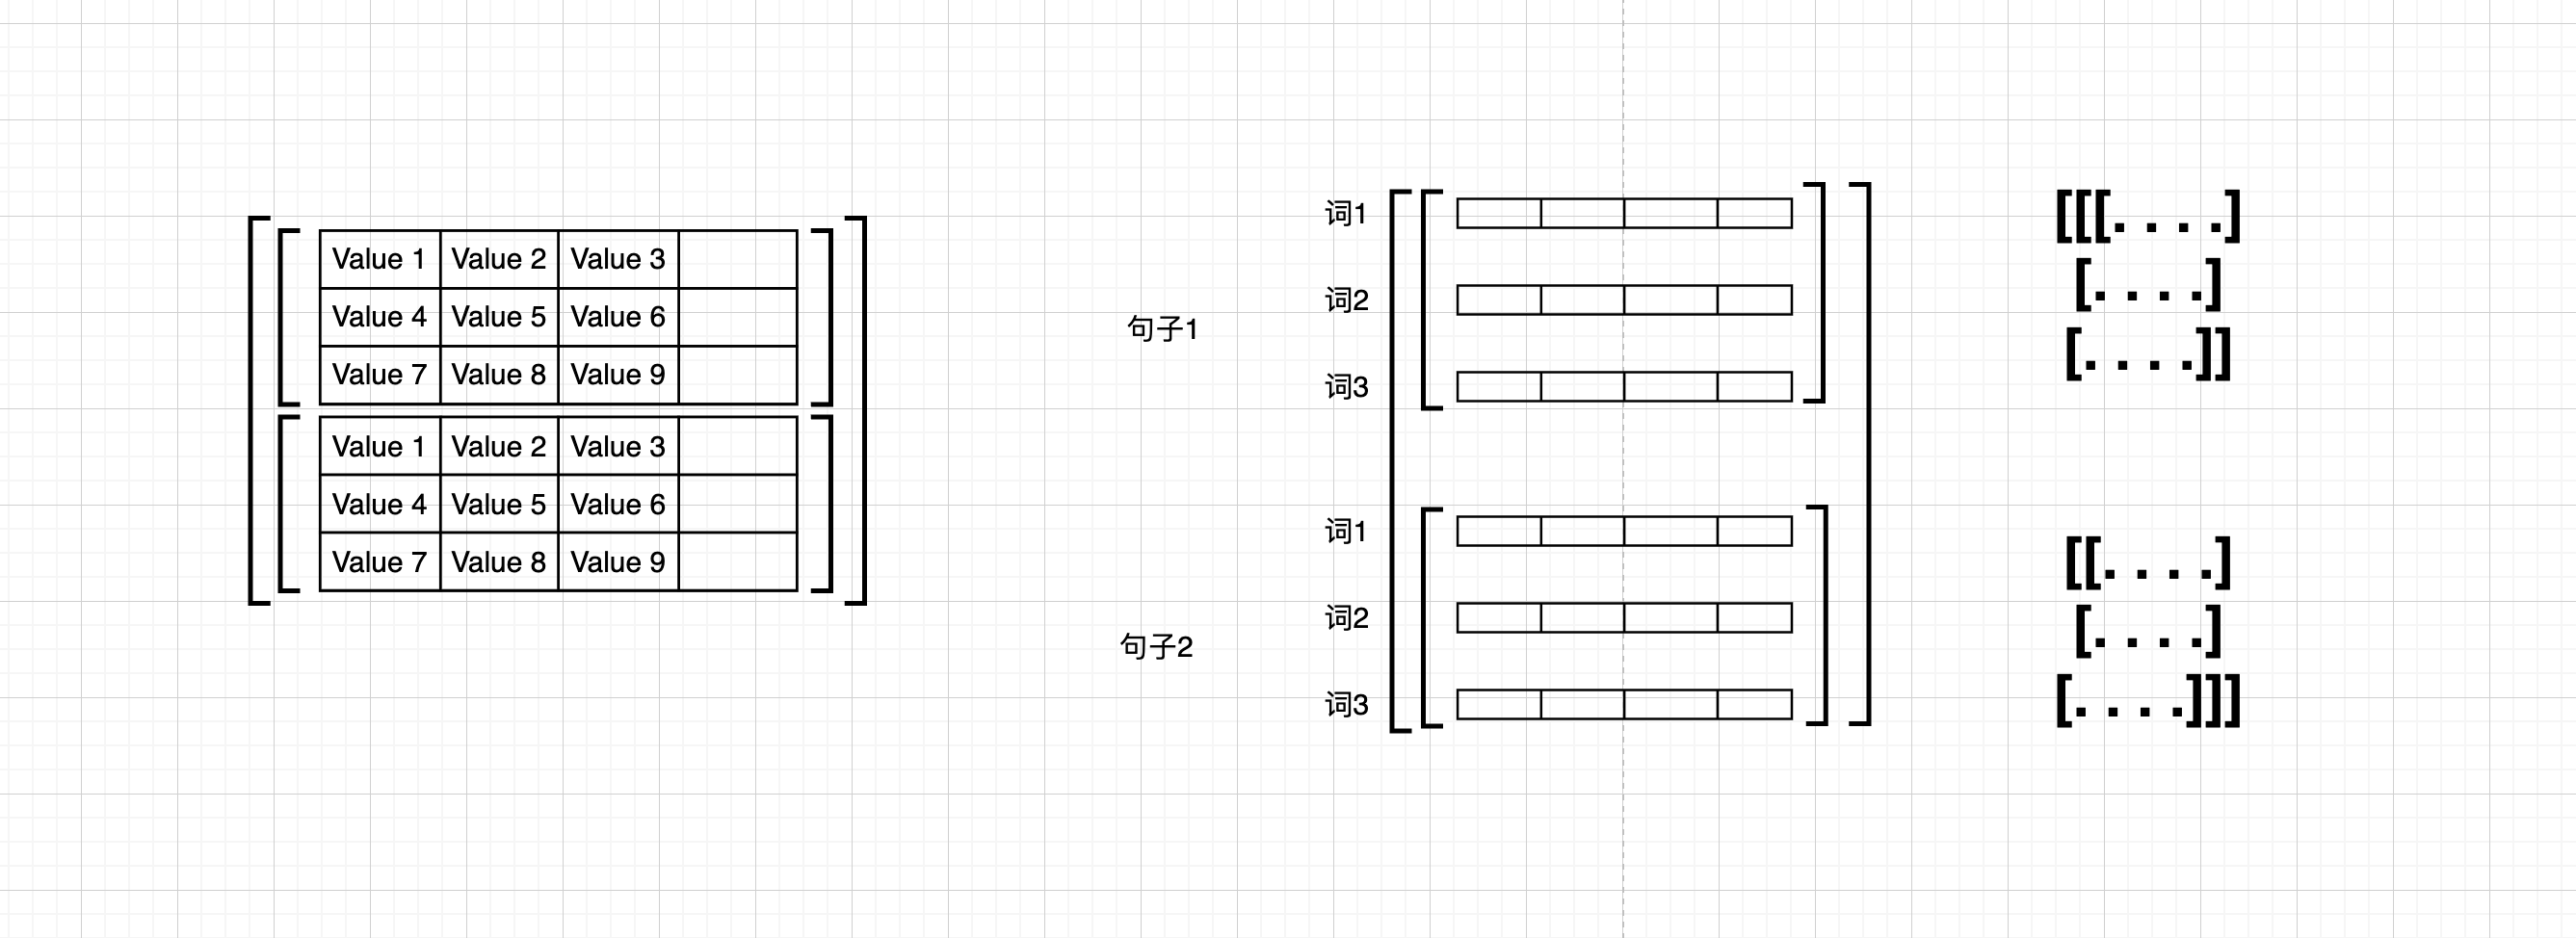 Value 1 Value 2 Value 3
Value 4 Value 5 Value 6
Value 7 Value 8 Value 9
Value 1 Value 2 Value 3
Value 4 Value 5 Value 6
Value 7 Value 8 Value 9
句子1
词1
词2
词3
句子2
词1
词2
词3
[[[. . . .]
[. . . .]
[. . . .]]
[[. . . .]
[. . . .]
[. . . .]]]